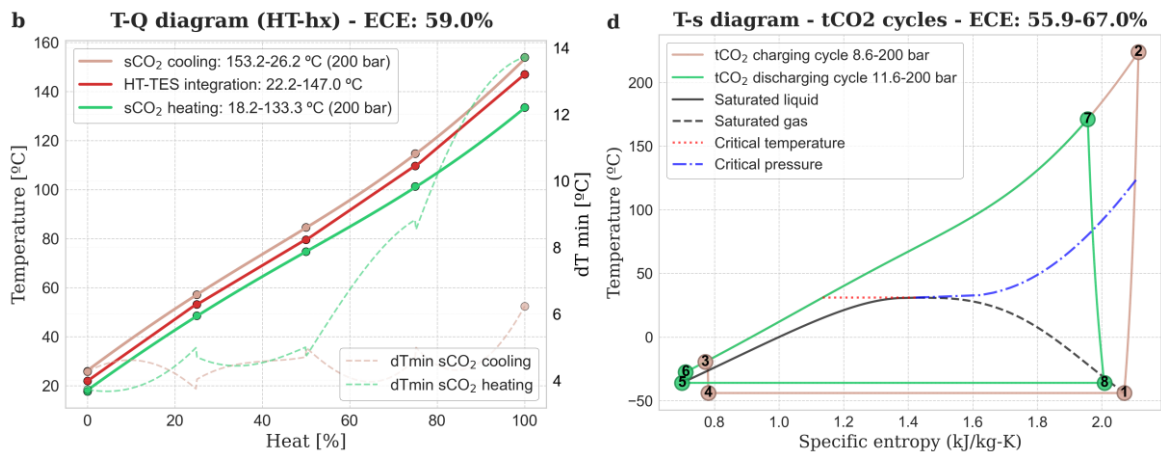 b
T-Q diagram (HT-hx) - ECE: 59.0%
160
140
120
100
80
60
40
20
Temperature [ºC]
sCO₂ cooling: 153.2-26.2 ºC (200 bar)
HT-TES integration: 22.2-147.0 ºC
sCO₂ heating: 18.2-133.3 ºC (200 bar)
14
12
10
8
6
4
dT min [ºC]
dTmin sCO₂ cooling
dTmin sCO₂ heating
0
20
40
60
80
100
Heat [%]
d
T-s diagram - tCO2 cycles - ECE: 55.9-67.0%
200
150
100
50
0
−50
Temperature (ºC)
tCO₂ charging cycle 8.6-200 bar
tCO₂ discharging cycle 11.6-200 bar
Saturated liquid
Saturated gas
Critical temperature
Critical pressure
2
7
3
6
5
4
8
1
0.8
1.0
1.2
1.4
1.6
1.8
2.0
Specific entropy (kJ/kg-K)